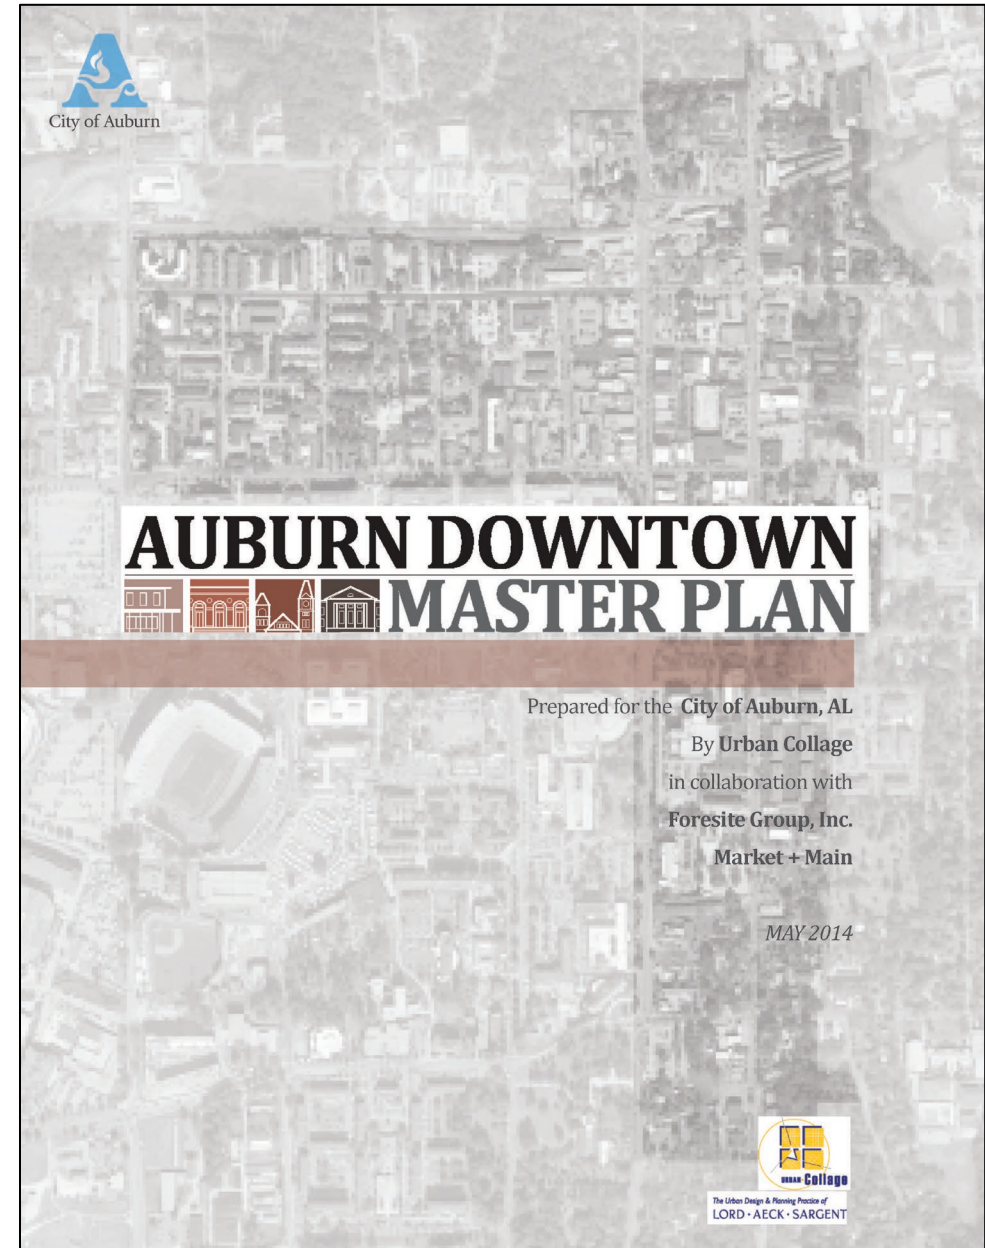 City of Auburn
AUBURN DOWNTOWN
MASTER PLAN
Prepared for the City of Auburn, AL
By Urban Collage
in collaboration with
Foresite Group, Inc.
Market + Main
MAY 2014
URBAN Collage
The Urban Design & Planning Practice of
LORD • AECK • SARGENT